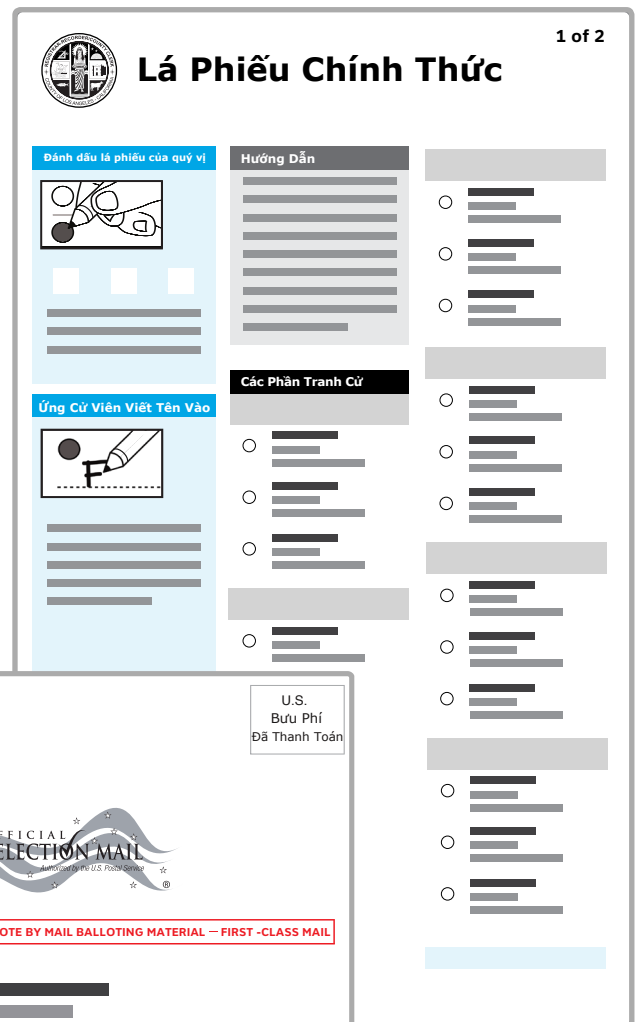 1 of 2
Lá Phiếu Chính Thức
Đánh dấu lá phiếu của quý vị
Hướng Dẫn
Các Phần Tranh Cử
Ứng Cử Viên Viết Tên Vào
F
U.S.
Bưu Phí
Đã Thanh Toán
FFICIAL
ELECTION MAIL
Authorized by the U.S. Postal Service
®
OTE BY MAIL BALLOTING MATERIAL — FIRST -CLASS MAIL